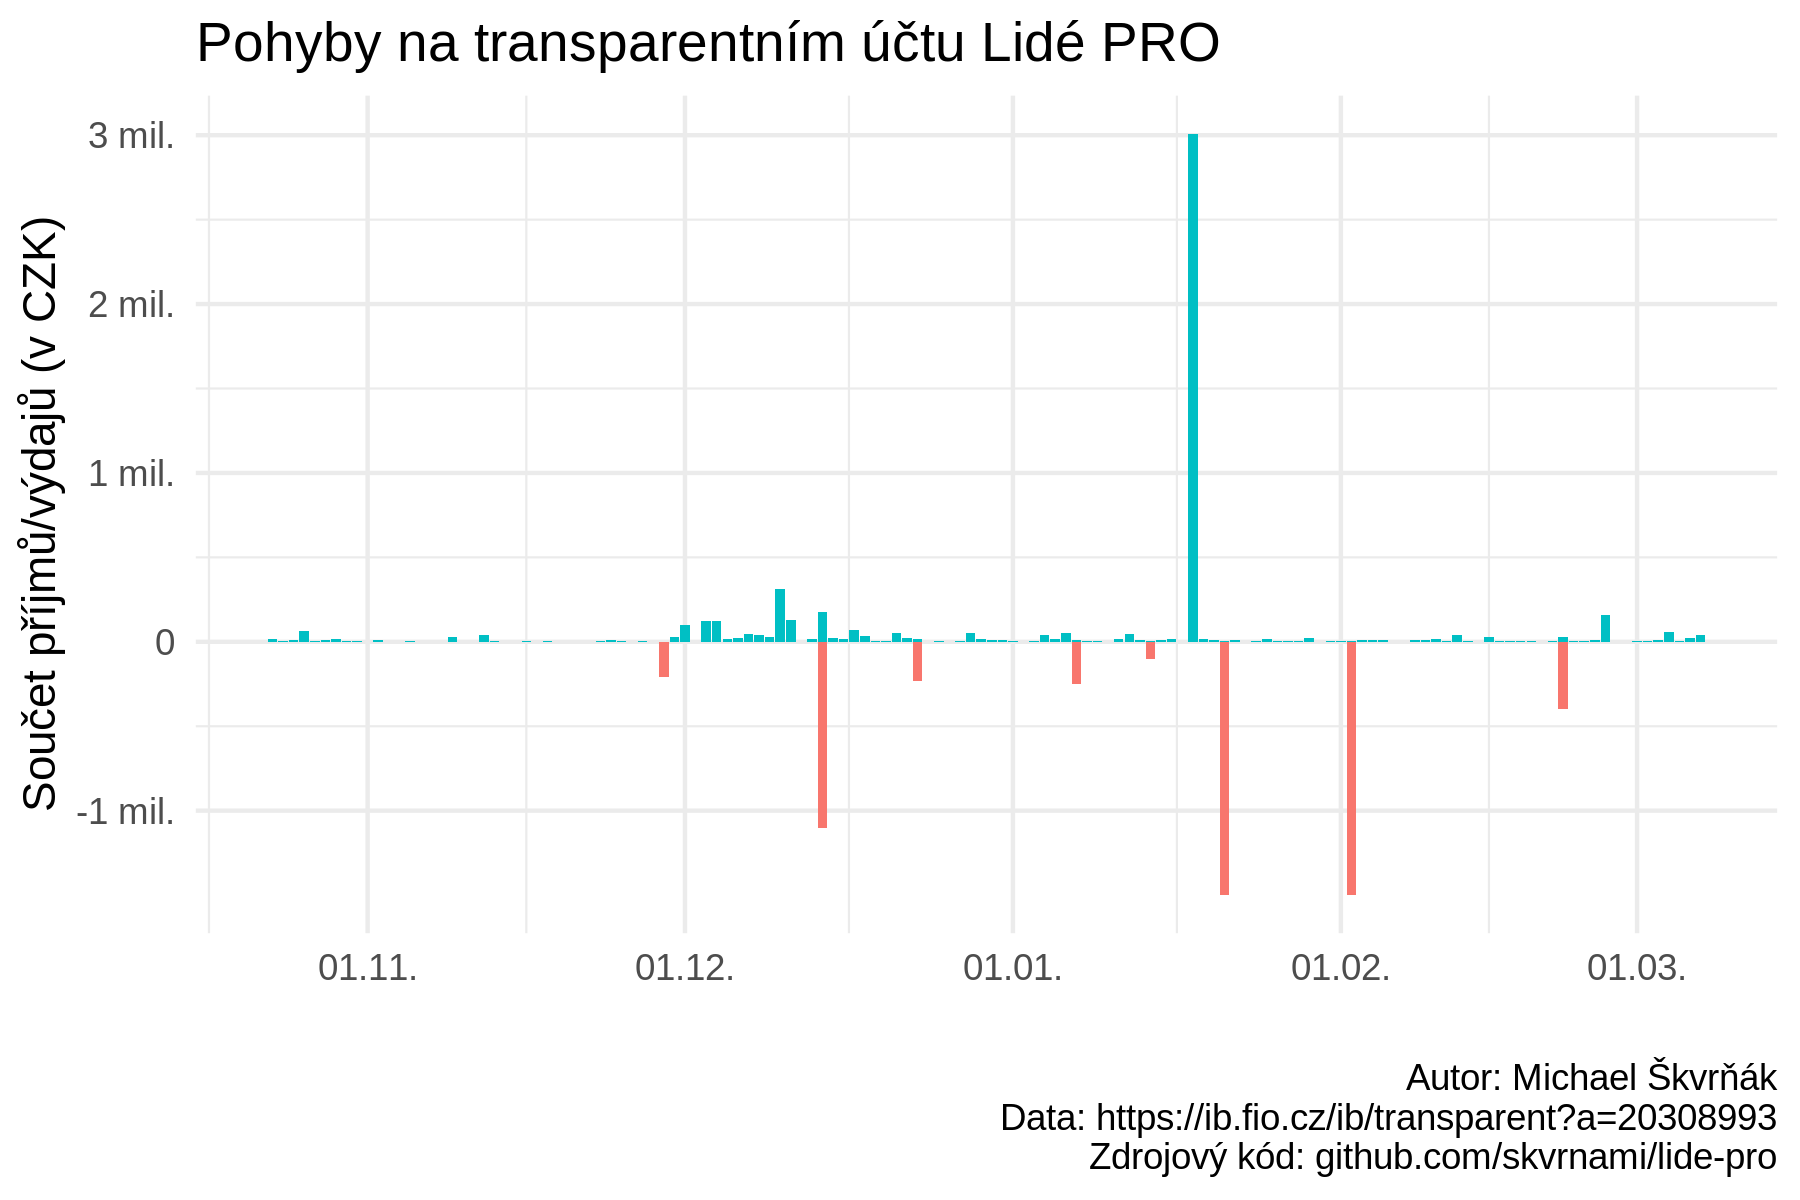 Pohyby na transparentním účtu Lidé PRO
Součet příjmů/výdajů (v CZK)
3 mil.
2 mil.
1 mil.
0
-1 mil.
01.11.
01.12.
01.01.
01.02.
01.03.
Autor: Michael Škvrňák
Data: https://ib.fio.cz/ib/transparent?a=20308993
Zdrojový kód: github.com/skvrnami/lide-pro